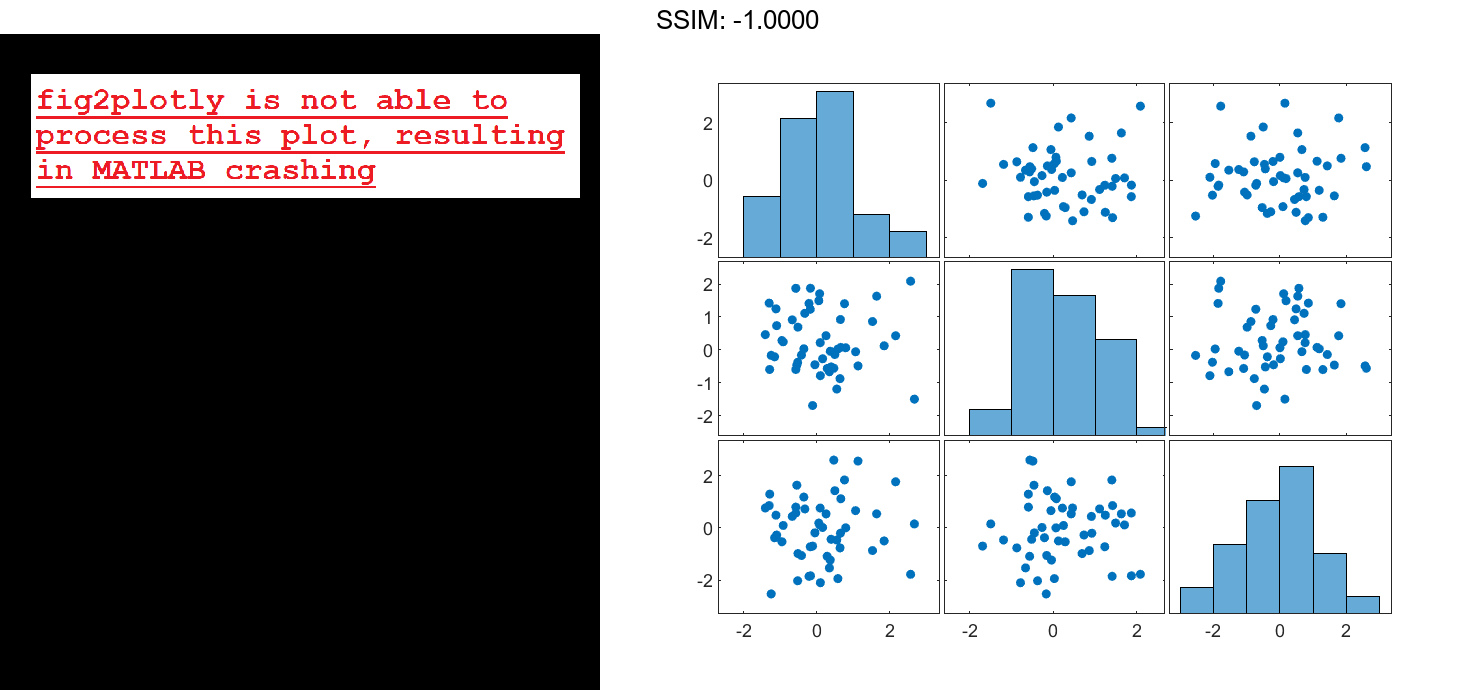 SSIM: -1.0000
fig2plotly is not able to
process this plot, resulting
in MATLAB crashing
2
0
-2
2
1
0
-1
-2
2
0
-2
-2 0 2 -2 0 2 -2 0 2